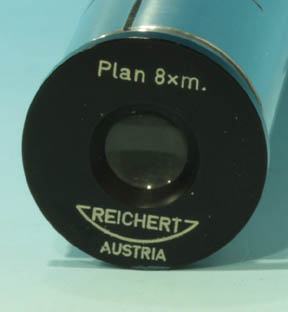 Plan 8×m.
REICHERT
AUSTRIA